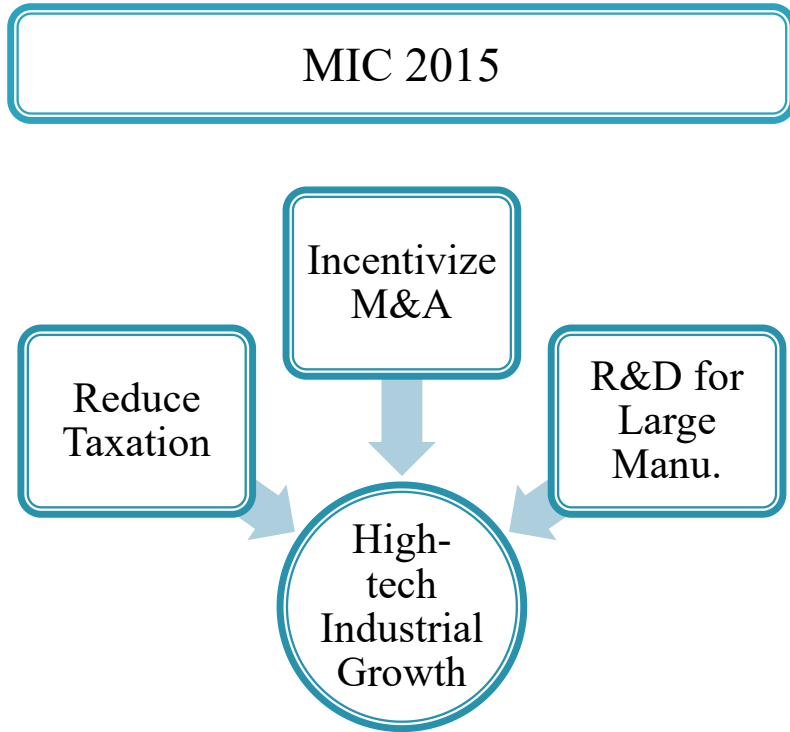 MIC 2015
Incentivize
M&A
Reduce
Taxation
R&D for
Large
Manu.
High-
tech
Industrial
Growth